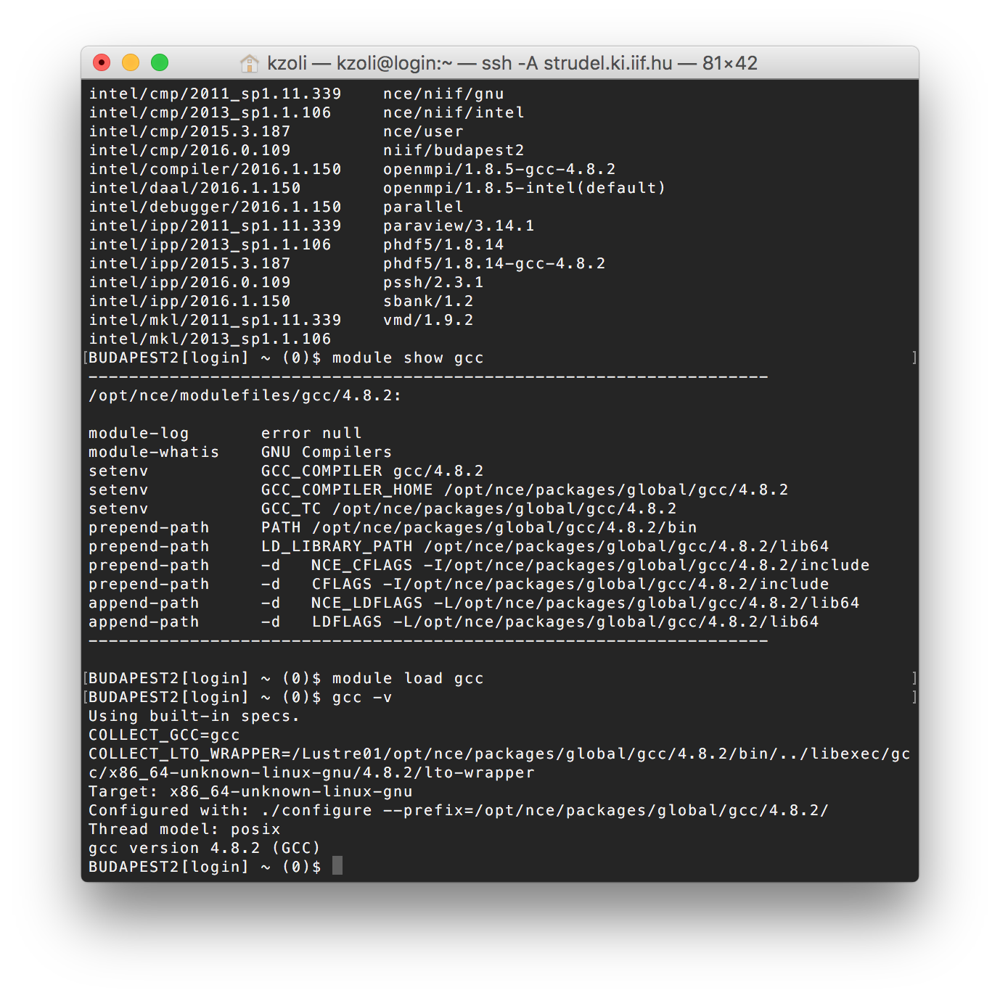 kzoli — kzoli@login:~ — ssh -A strudel.ki.iif.hu — 81×42
intel/cmp/2011_sp1.11.339    nce/niif/gnu
intel/cmp/2013_sp1.1.106     nce/niif/intel
intel/cmp/2015.3.187         nce/user
intel/cmp/2016.0.109         niif/budapest2
intel/compiler/2016.1.150    openmpi/1.8.5-gcc-4.8.2
intel/daal/2016.1.150        openmpi/1.8.5-intel(default)
intel/debugger/2016.1.150    parallel
intel/ipp/2011_sp1.11.339    paraview/3.14.1
intel/ipp/2013_sp1.1.106     phdf5/1.8.14
intel/ipp/2015.3.187         phdf5/1.8.14-gcc-4.8.2
intel/ipp/2016.0.109         pssh/2.3.1
intel/ipp/2016.1.150         sbank/1.2
intel/mkl/2011_sp1.11.339    vmd/1.9.2
intel/mkl/2013_sp1.1.106
[BUDAPEST2[login] ~ (0)$ module show gcc ]
-------------------------------------------------------------------
/opt/nce/modulefiles/gcc/4.8.2:

module-log       error null
module-whatis    GNU Compilers
setenv           GCC_COMPILER gcc/4.8.2
setenv           GCC_COMPILER_HOME /opt/nce/packages/global/gcc/4.8.2
setenv           GCC_TC /opt/nce/packages/global/gcc/4.8.2
prepend-path     PATH /opt/nce/packages/global/gcc/4.8.2/bin
prepend-path     LD_LIBRARY_PATH /opt/nce/packages/global/gcc/4.8.2/lib64
prepend-path     -d   NCE_CFLAGS -I/opt/nce/packages/global/gcc/4.8.2/include
prepend-path     -d   CFLAGS -I/opt/nce/packages/global/gcc/4.8.2/include
append-path      -d   NCE_LDFLAGS -L/opt/nce/packages/global/gcc/4.8.2/lib64
append-path      -d   LDFLAGS -L/opt/nce/packages/global/gcc/4.8.2/lib64
-------------------------------------------------------------------

[BUDAPEST2[login] ~ (0)$ module load gcc ]
[BUDAPEST2[login] ~ (0)$ gcc -v ]
Using built-in specs.
COLLECT_GCC=gcc
COLLECT_LTO_WRAPPER=/Lustre01/opt/nce/packages/global/gcc/4.8.2/bin/../libexec/gc
c/x86_64-unknown-linux-gnu/4.8.2/lto-wrapper
Target: x86_64-unknown-linux-gnu
Configured with: ./configure --prefix=/opt/nce/packages/global/gcc/4.8.2/
Thread model: posix
gcc version 4.8.2 (GCC)
BUDAPEST2[login] ~ (0)$